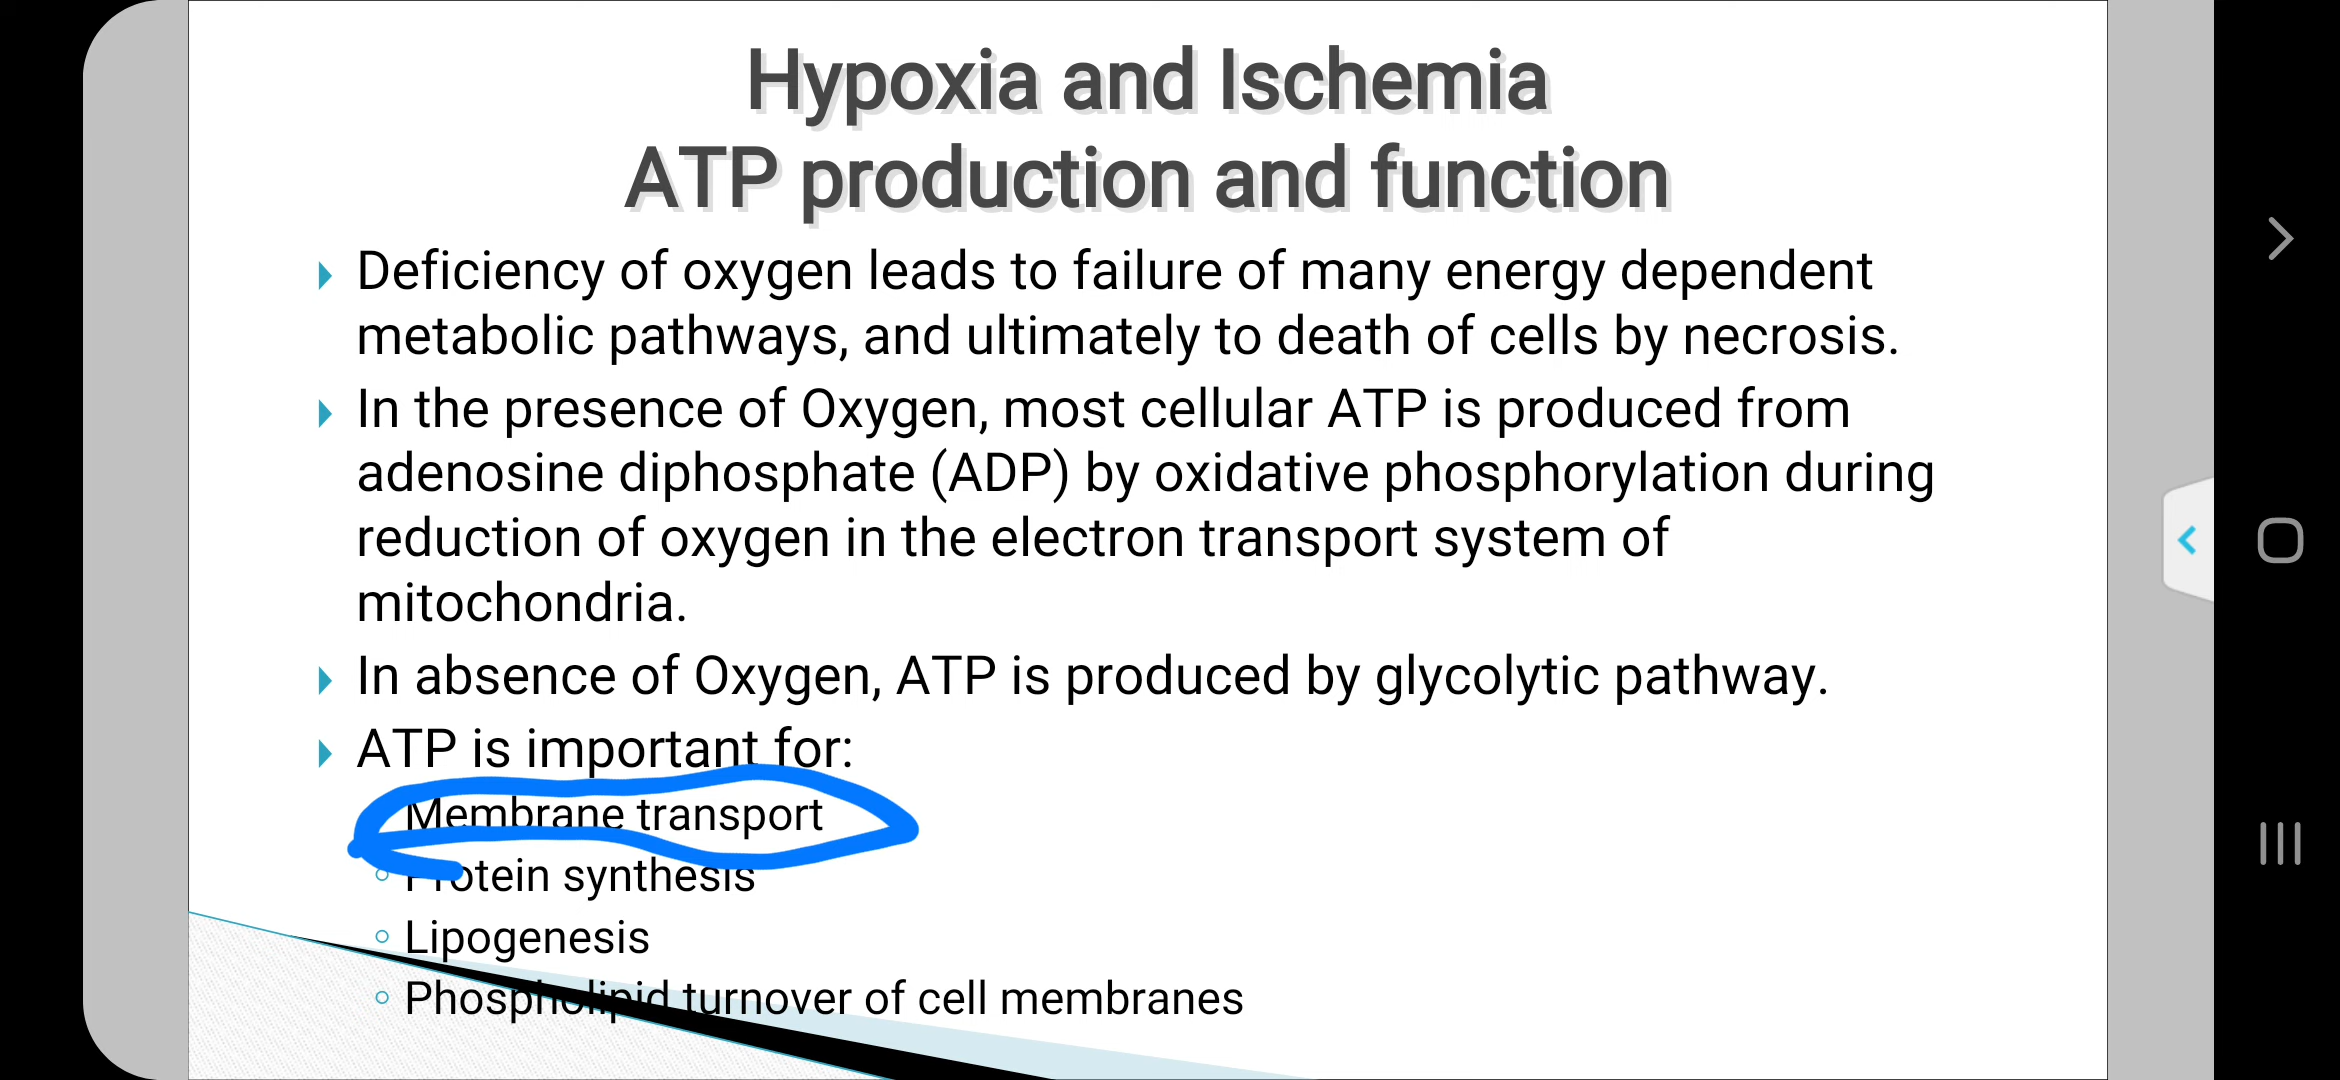 Hypoxia and Ischemia
ATP production and function
Deficiency of oxygen leads to failure of many energy dependent
metabolic pathways, and ultimately to death of cells by necrosis.
In the presence of Oxygen, most cellular ATP is produced from
adenosine diphosphate (ADP) by oxidative phosphorylation during
reduction of oxygen in the electron transport system of
mitochondria.
In absence of Oxygen, ATP is produced by glycolytic pathway.
ATP is important for:
Membrane transport
Protein synthesis
Lipogenesis
Phospholipid turnover of cell membranes